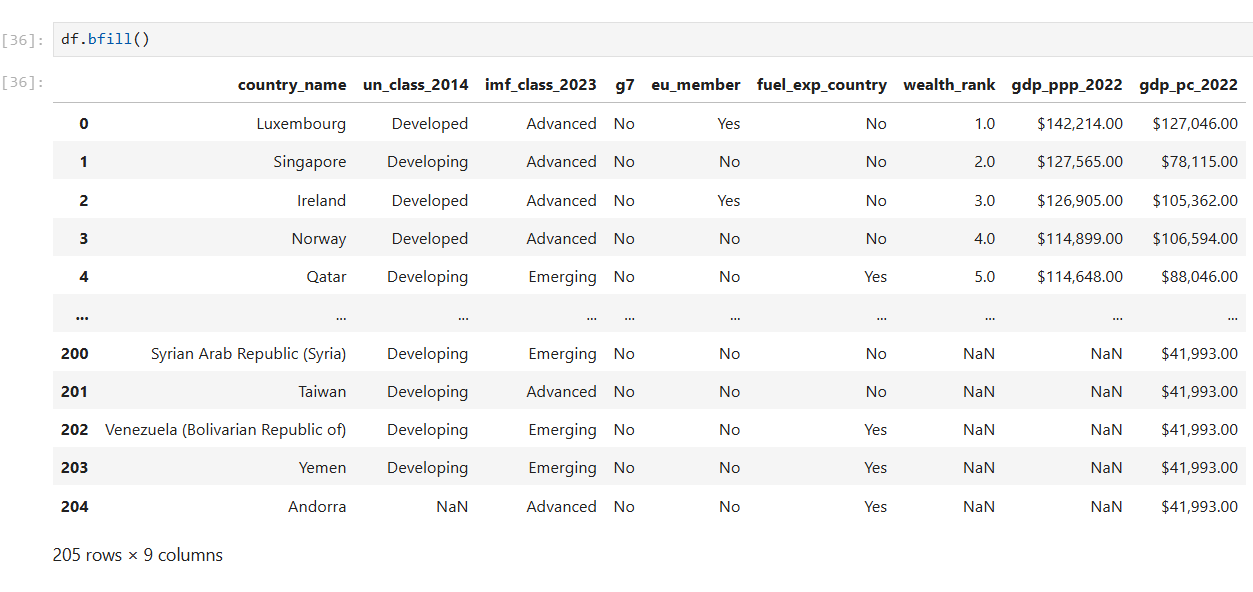 [36]: df.bfill()
[36]: country_name un_class_2014 imf_class_2023 g7 eu_member fuel_exp_country wealth_rank gdp_ppp_2022 gdp_pc_2022
0 Luxembourg Developed Advanced No Yes No 1.0 $142,214.00 $127,046.00
1 Singapore Developing Advanced No No No 2.0 $127,565.00 $78,115.00
2 Ireland Developed Advanced No Yes No 3.0 $126,905.00 $105,362.00
3 Norway Developed Advanced No No No 4.0 $114,899.00 $106,594.00
4 Qatar Developing Emerging No No Yes 5.0 $114,648.00 $88,046.00
... ... ... ... ... ... ... ... ... ...
200 Syrian Arab Republic (Syria) Developing Emerging No No No NaN NaN $41,993.00
201 Taiwan Developing Advanced No No No NaN NaN $41,993.00
202 Venezuela (Bolivarian Republic of) Developing Emerging No No Yes NaN NaN $41,993.00
203 Yemen Developing Emerging No No Yes NaN NaN $41,993.00
204 Andorra NaN Advanced No No Yes NaN NaN $41,993.00
205 rows × 9 columns